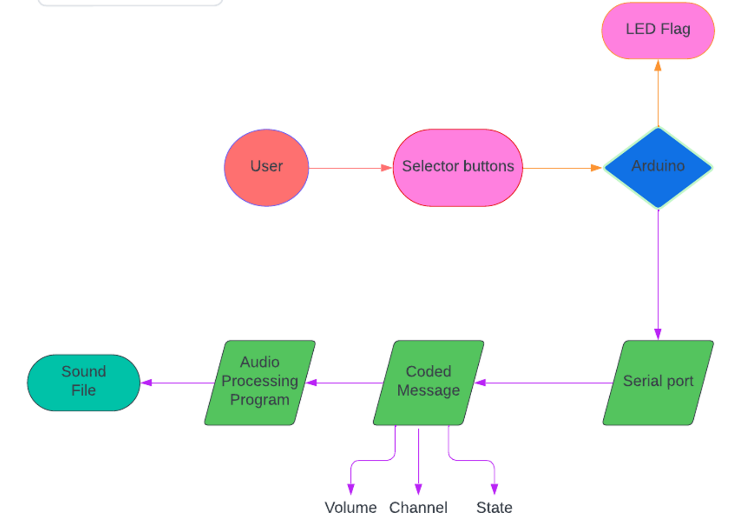 LED Flag
User
Selector buttons
Arduino
Sound
File
Audio
Processing
Program
Coded
Message
Serial port
Volume
Channel
State